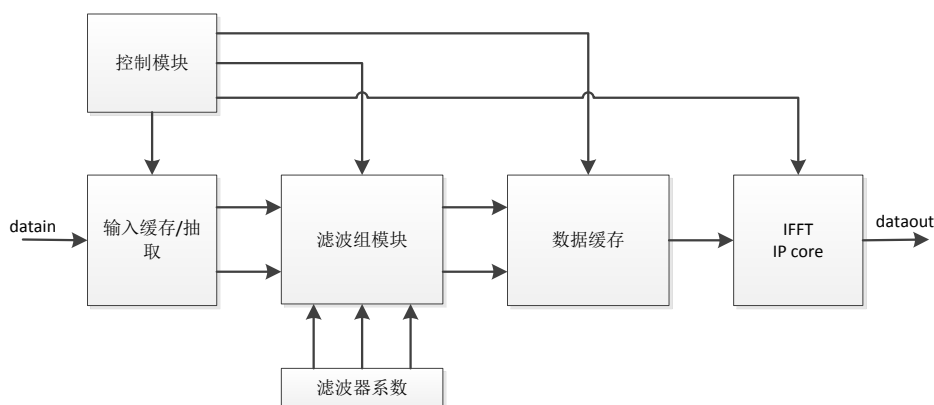 控制模块
datain
输入缓存/抽
取
滤波组模块
数据缓存
IFFT
IP core
dataout
滤波器系数